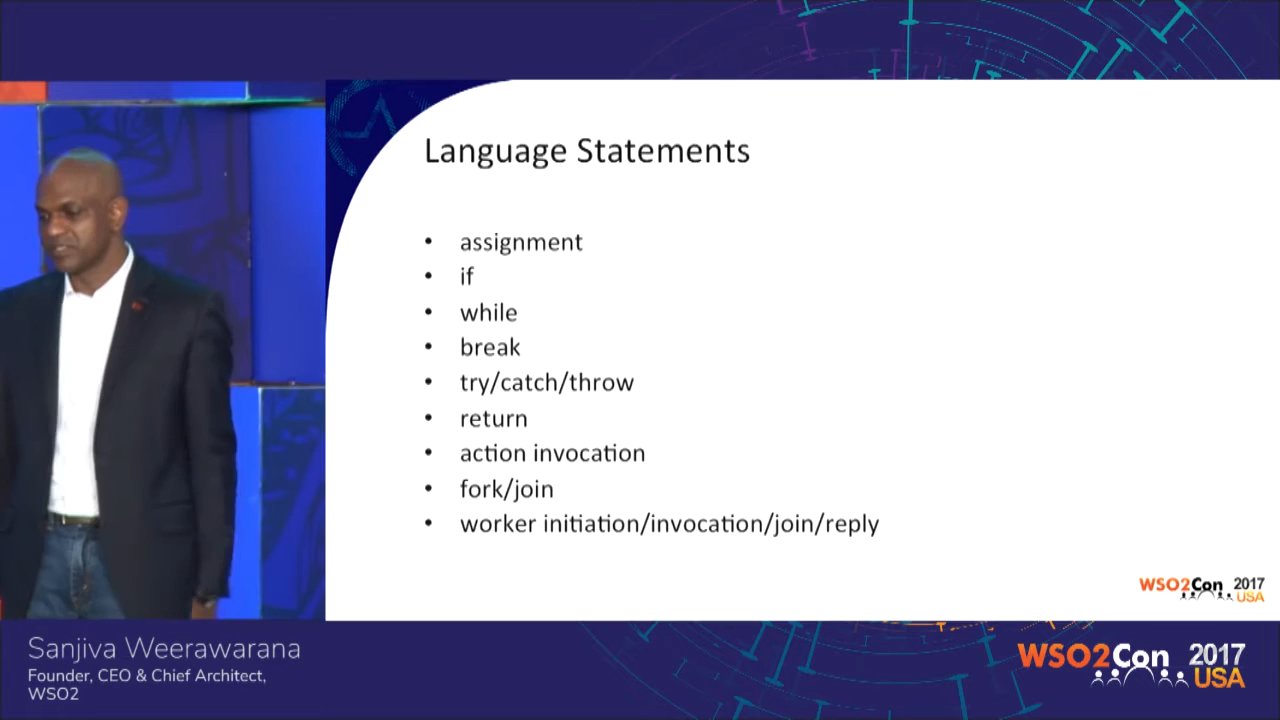 Language Statements
• assignment
• if
• while
• break
• try/catch/throw
• return
• action invocation
• fork/join
• worker initiation/invocation/join/reply
WSO2Con 2017
USA
Sanjiva Weerawarana
Founder, CEO & Chief Architect,
WSO2
WSO2Con 2017
USA